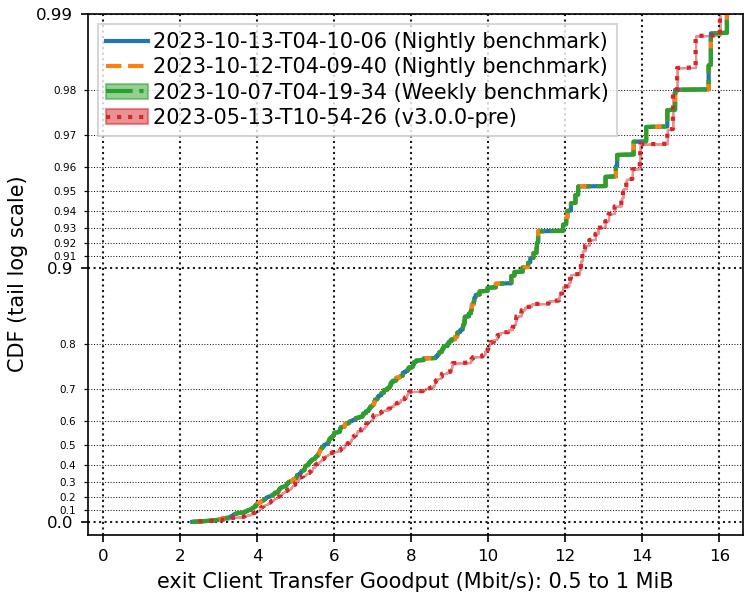 0.99
2023-10-13-T04-10-06 (Nightly benchmark)
2023-10-12-T04-09-40 (Nightly benchmark)
2023-10-07-T04-19-34 (Weekly benchmark)
2023-05-13-T10-54-26 (v3.0.0-pre)
0.98
0.97
0.96
0.95
0.94
0.93
0.92
0.91
0.9
0.8
0.7
0.6
0.5
0.4
0.3
0.2
0.1
0.0
CDF (tail log scale)
0 2 4 6 8 10 12 14 16
exit Client Transfer Goodput (Mbit/s): 0.5 to 1 MiB